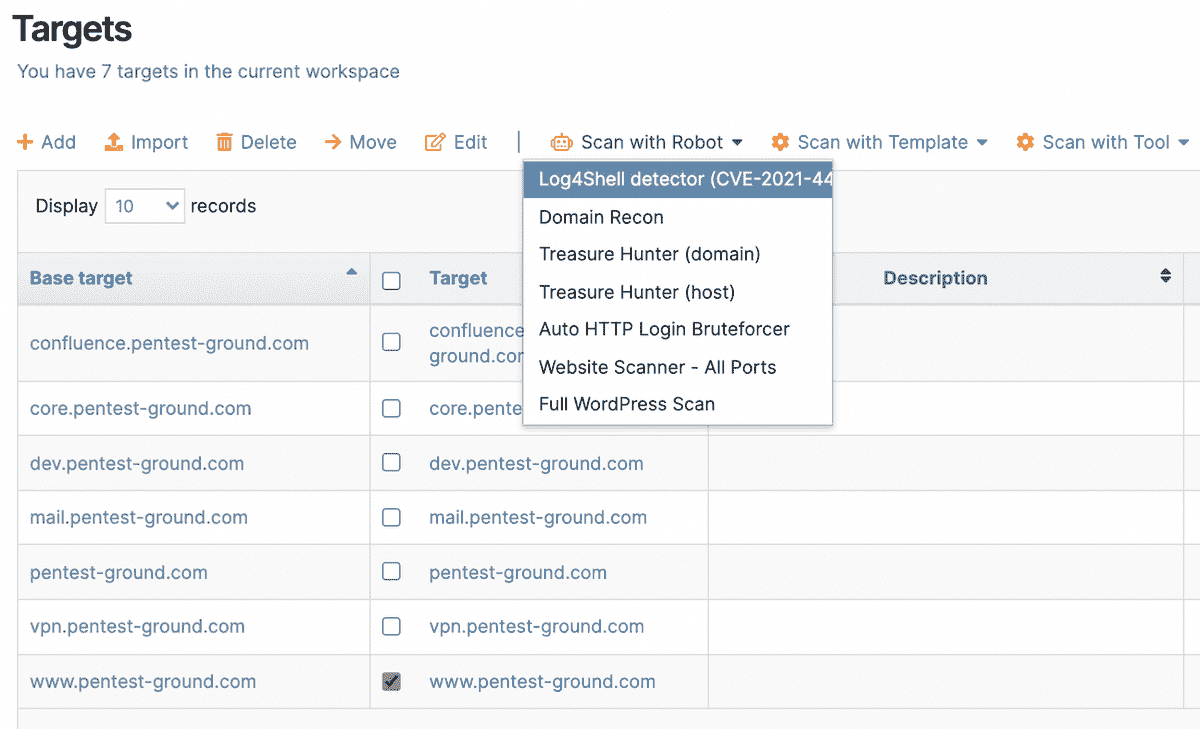 Targets
You have 7 targets in the current workspace
Add Import Delete Move Edit | Scan with Robot Scan with Template Scan with Tool
Log4Shell detector (CVE-2021-44
Domain Recon
Treasure Hunter (domain)
Treasure Hunter (host)
Auto HTTP Login Bruteforcer
Website Scanner - All Ports
Full WordPress Scan
Display 10 records
Base target Target Description
confluence.pentest-ground.com confluence
ground.com
core.pentest-ground.com core.pente
dev.pentest-ground.com dev.pentest-ground.com
mail.pentest-ground.com mail.pentest-ground.com
pentest-ground.com pentest-ground.com
vpn.pentest-ground.com vpn.pentest-ground.com
www.pentest-ground.com www.pentest-ground.com